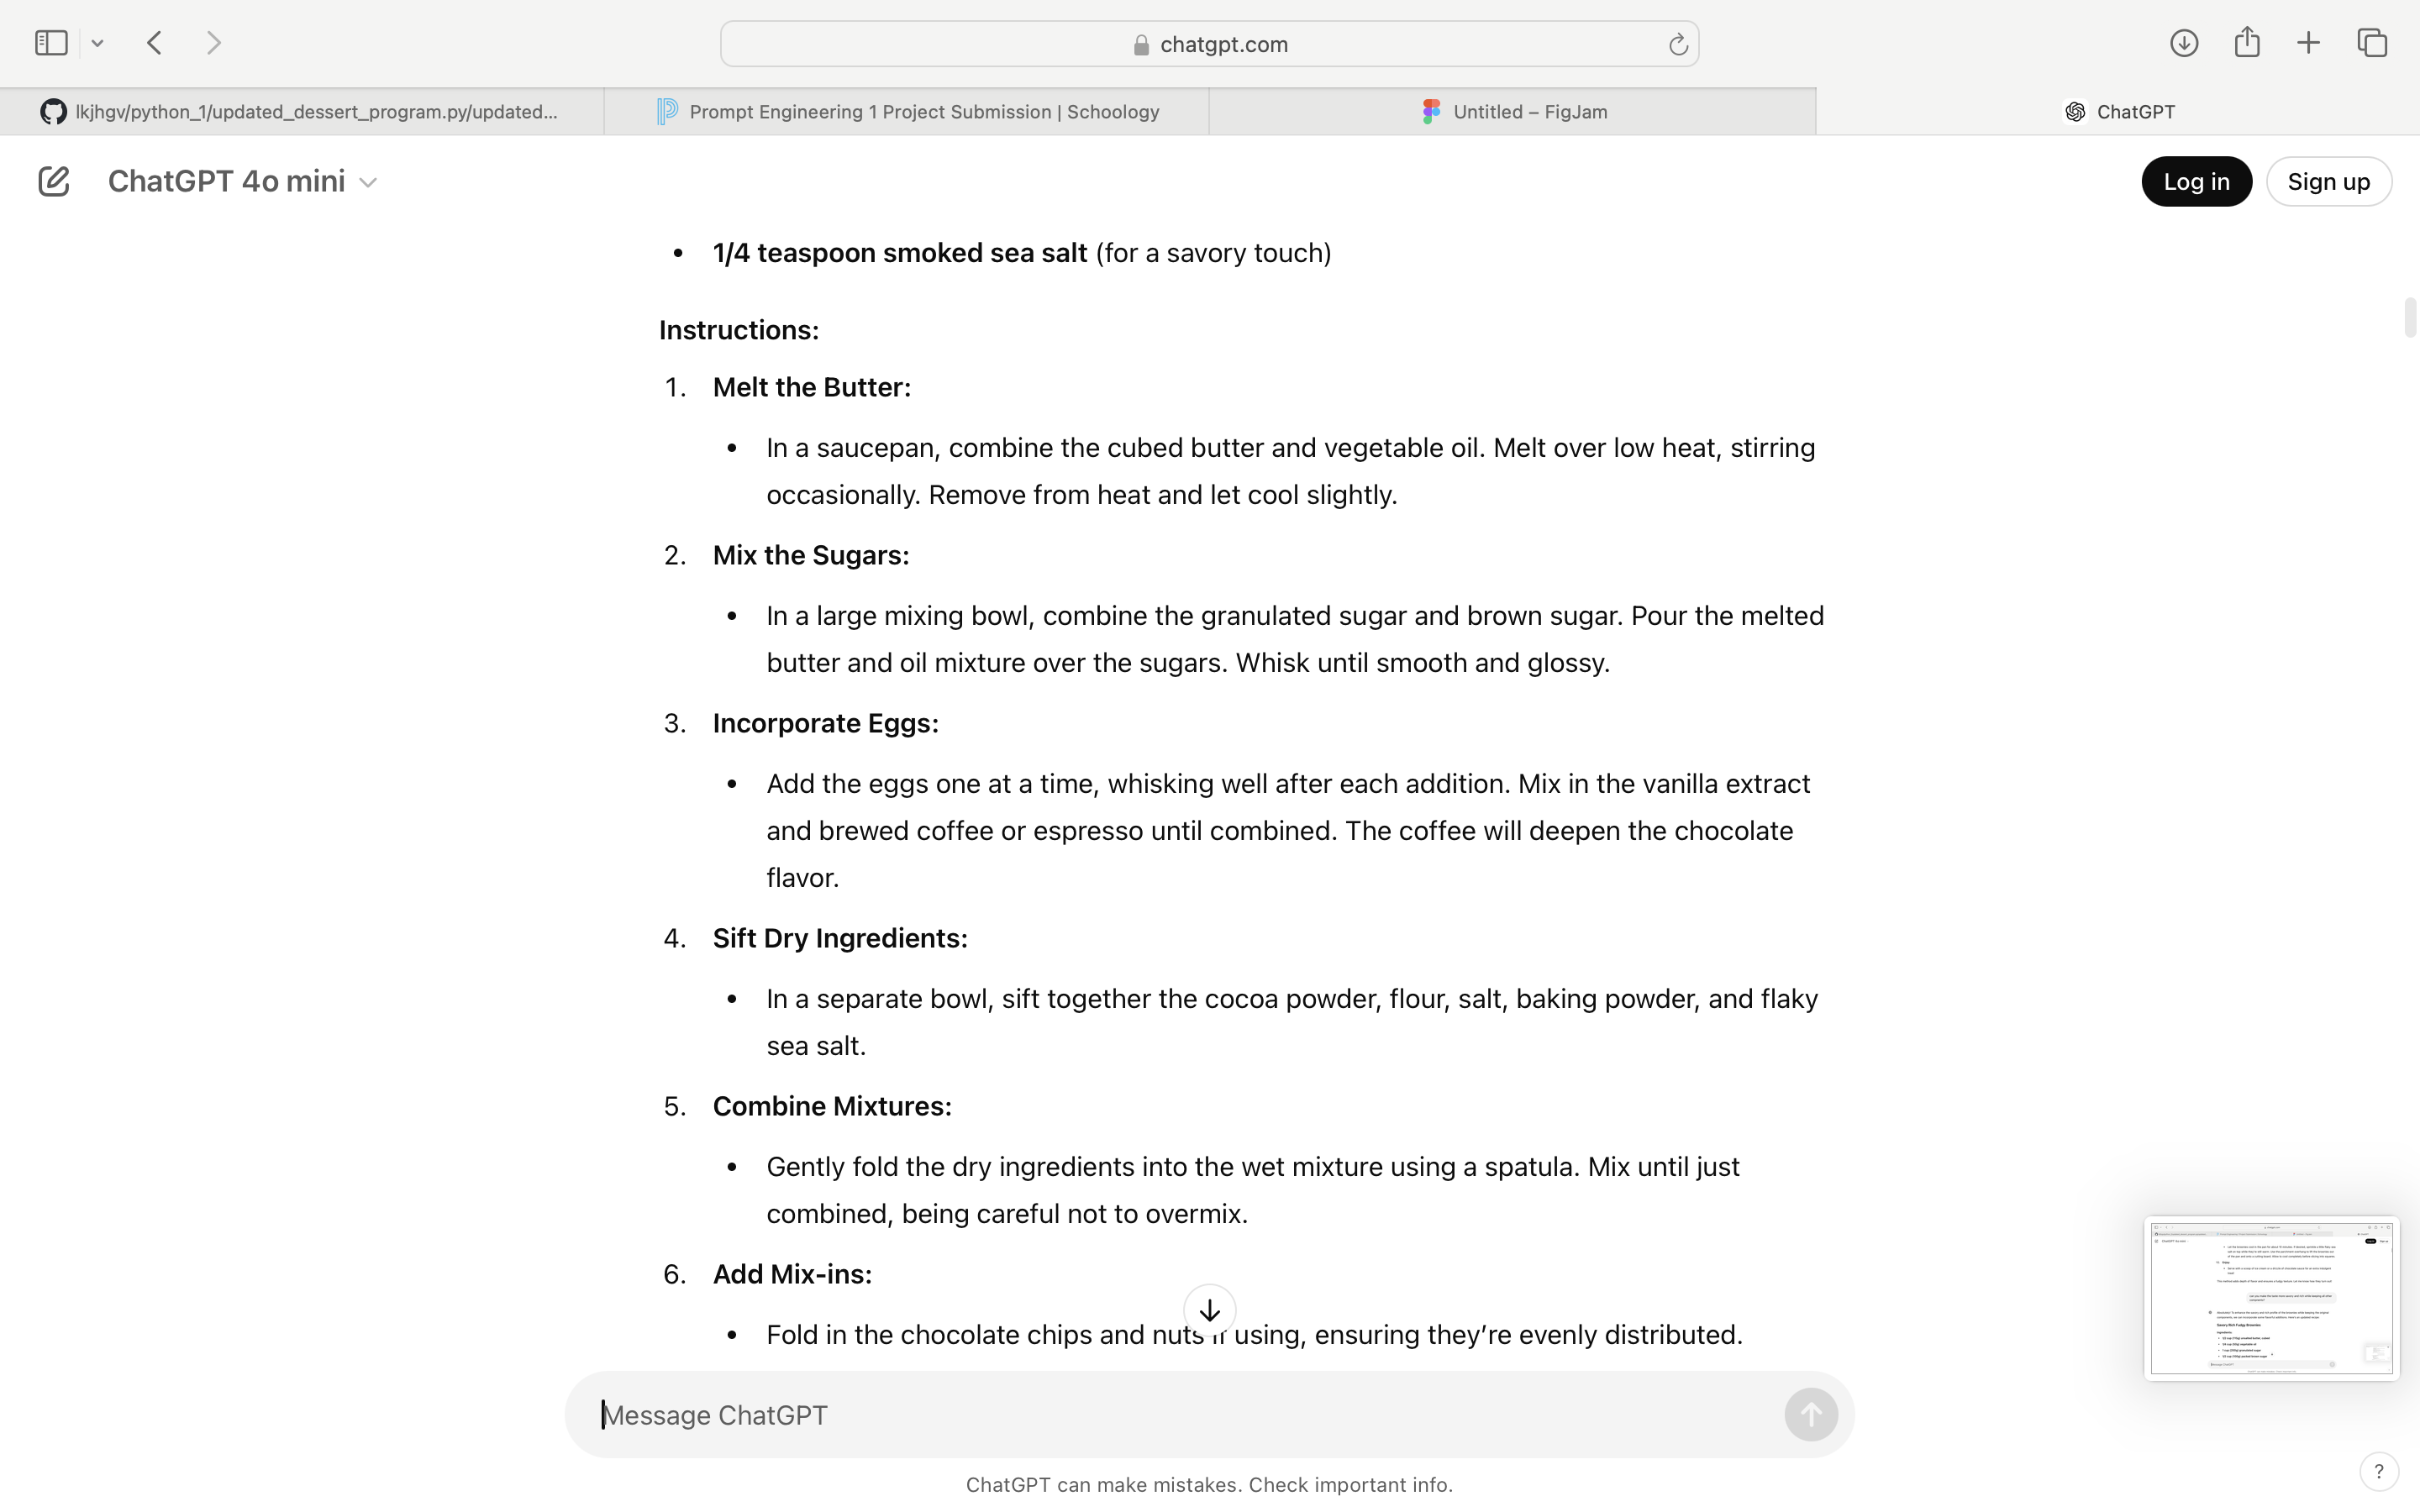 chatgpt.com
lkjhgv/python_1/updated_dessert_program.py/updated...
Prompt Engineering 1 Project Submission | Schoology
Untitled – FigJam
ChatGPT
ChatGPT 4o mini
Log in
Sign up
• 1/4 teaspoon smoked sea salt (for a savory touch)
Instructions:
1. Melt the Butter:
• In a saucepan, combine the cubed butter and vegetable oil. Melt over low heat, stirring
occasionally. Remove from heat and let cool slightly.
2. Mix the Sugars:
• In a large mixing bowl, combine the granulated sugar and brown sugar. Pour the melted
butter and oil mixture over the sugars. Whisk until smooth and glossy.
3. Incorporate Eggs:
• Add the eggs one at a time, whisking well after each addition. Mix in the vanilla extract
and brewed coffee or espresso until combined. The coffee will deepen the chocolate
flavor.
4. Sift Dry Ingredients:
• In a separate bowl, sift together the cocoa powder, flour, salt, baking powder, and flaky
sea salt.
5. Combine Mixtures:
• Gently fold the dry ingredients into the wet mixture using a spatula. Mix until just
combined, being careful not to overmix.
6. Add Mix-ins:
• Fold in the chocolate chips and nuts if using, ensuring they’re evenly distributed.
Message ChatGPT
ChatGPT can make mistakes. Check important info.
?